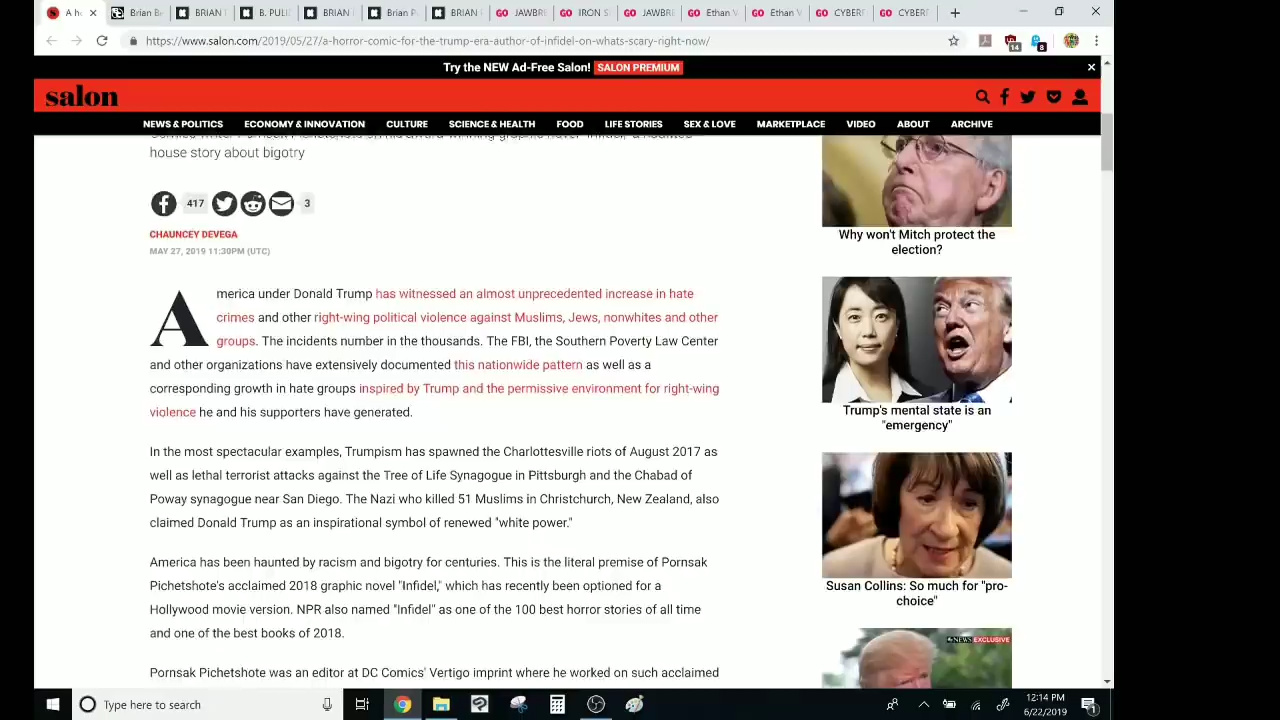 A ho
Brian Be
BRIAN
B. PULI
BRIAN
Brian P
BRIAN
JAWBRE
IRON S
JAWBRE
Ethan V
Ethan V
CYBERF
CYBERF
https://www.salon.com/2019/05/27/a-horror-comic-for-the-trump-era-author-of-infidel-on-whats-scary-right-now/
14
8
Try the NEW Ad-Free Salon! SALON PREMIUM
salon
NEWS & POLITICS ECONOMY & INNOVATION CULTURE SCIENCE & HEALTH FOOD LIFE STORIES SEX & LOVE MARKETPLACE VIDEO ABOUT ARCHIVE
house story about bigotry
417
3
CHAUNCEY DEVEGA
MAY 27, 2019 11:30PM (UTC)
America under Donald Trump has witnessed an almost unprecedented increase in hate
crimes and other right-wing political violence against Muslims, Jews, nonwhites and other
groups. The incidents number in the thousands. The FBI, the Southern Poverty Law Center
and other organizations have extensively documented this nationwide pattern as well as a
corresponding growth in hate groups inspired by Trump and the permissive environment for right-wing
violence he and his supporters have generated.
In the most spectacular examples, Trumpism has spawned the Charlottesville riots of August 2017 as
well as lethal terrorist attacks against the Tree of Life Synagogue in Pittsburgh and the Chabad of
Poway synagogue near San Diego. The Nazi who killed 51 Muslims in Christchurch, New Zealand, also
claimed Donald Trump as an inspirational symbol of renewed "white power."
America has been haunted by racism and bigotry for centuries. This is the literal premise of Pornsak
Pichetshote's acclaimed 2018 graphic novel "Infidel," which has recently been optioned for a
Hollywood movie version. NPR also named "Infidel" as one of the 100 best horror stories of all time
and one of the best books of 2018.
Pornsak Pichetshote was an editor at DC Comics' Vertigo imprint where he worked on such acclaimed
Why won't Mitch protect the
election?
Trump's mental state is an
"emergency"
Susan Collins: So much for "pro-
choice"
NEWS EXCLUSIVE
Type here to search
12:14 PM
6/22/2019
1